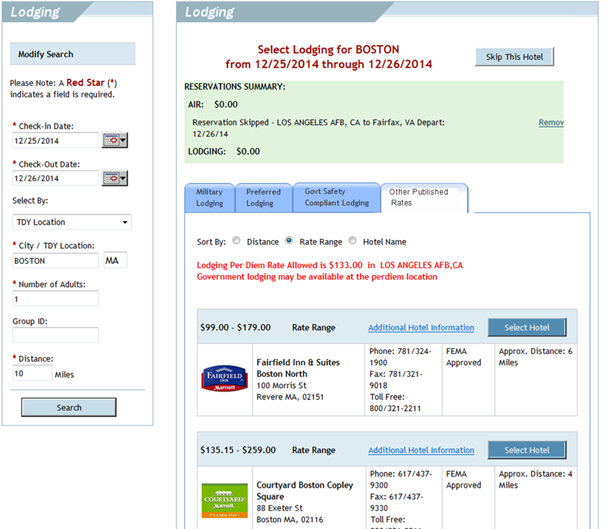 Lodging
Modify Search
Please Note: A Red Star (*)
indicates a field is required.
* Check-in Date:
12/25/2014
* Check-Out Date:
12/26/2014
Select By:
TDY Location
* City / TDY Location:
BOSTON MA
* Number of Adults:
1
Group ID:
* Distance:
10 Miles
Search
Lodging
Select Lodging for BOSTON
from 12/25/2014 through 12/26/2014
Skip This Hotel
RESERVATIONS SUMMARY:
AIR: $0.00
Reservation Skipped - LOS ANGELES AFB, CA to Fairfax, VA Depart:
12/26/14
Remov
LODGING: $0.00
Military
Lodging
Preferred
Lodging
Govt Safety
Compliant Lodging
Other Published
Rates
Sort By: Distance Rate Range Hotel Name
Lodging Per Diem Rate Allowed is $133.00 in LOS ANGELES AFB,CA
Government lodging may be available at the perdiem location
$99.00 - $179.00 Rate Range Additional Hotel Information Select Hotel
FAIRFIELD
INN
Marriott
Fairfield Inn & Suites
Boston North
100 Morris St
Revere MA, 02151
Phone: 781/324-
1900
Fax: 781/321-
9018
Toll Free:
800/321-2211
FEMA
Approved
Approx. Distance: 6
Miles
$135.15 - $259.00 Rate Range Additional Hotel Information Select Hotel
COURTYARD
Marriott
Courtyard Boston Copley
Square
88 Exeter St
Boston MA, 02116
Phone: 617/437-
9300
Fax: 617/437-
9330
Toll Free:
FEMA
Approved
Approx. Distance: 4
Miles